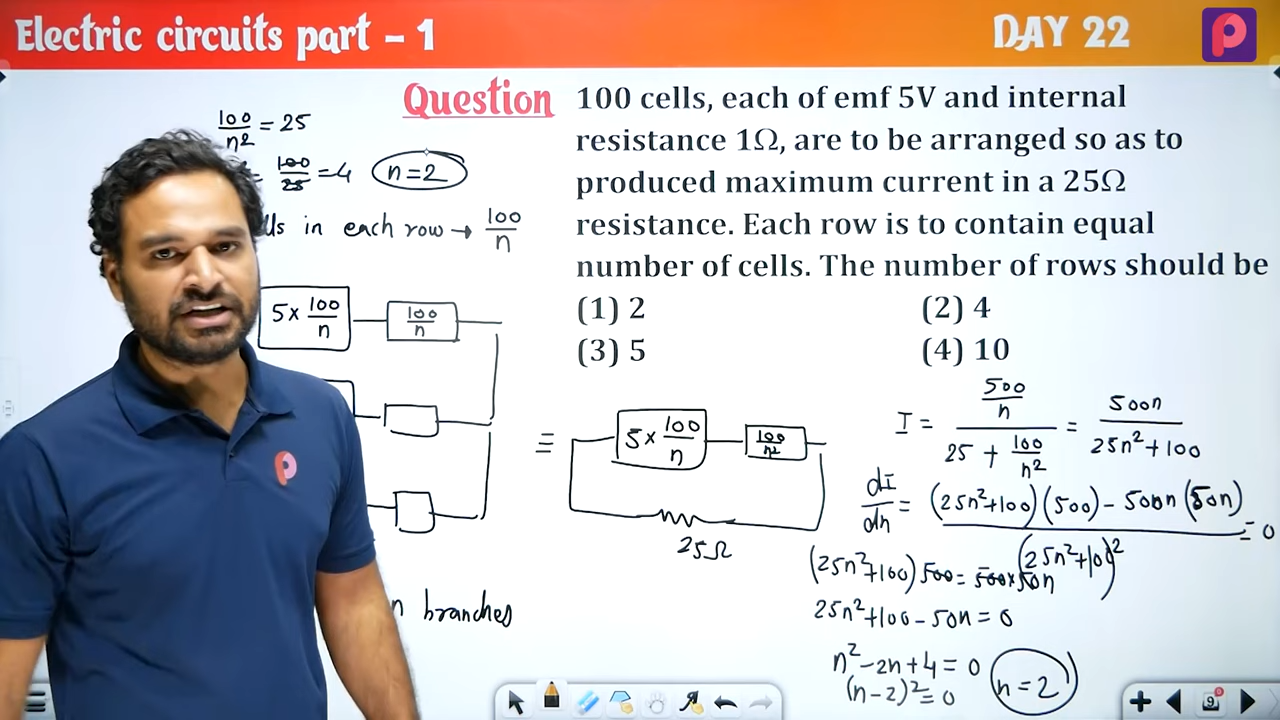 Electric circuits part – 1
DAY 22
Question
100 cells, each of emf 5V and internal
resistance 1Ω, are to be arranged so as to
produced maximum current in a 25Ω
resistance. Each row is to contain equal
number of cells. The number of rows should be
(1) 2
(2) 4
(3) 5
(4) 10
100/n² = 25
= 100/25 = 4 n=2
in each row → 100/n
5 × 100/n
100/n
≡
5 × 100/n
100/n²
25Ω
n branches
I = (500/n)/(25 + 100/n²) = 500n/(25n²+100)
dI/dn = ((25n²+100)(500) – 500n(50n))/(25n²+100)² = 0
(25n²+100)500 = 500×50n
25n²+100-50n = 0
n²-2n+4 = 0
(n-2)² = 0
n=2
9